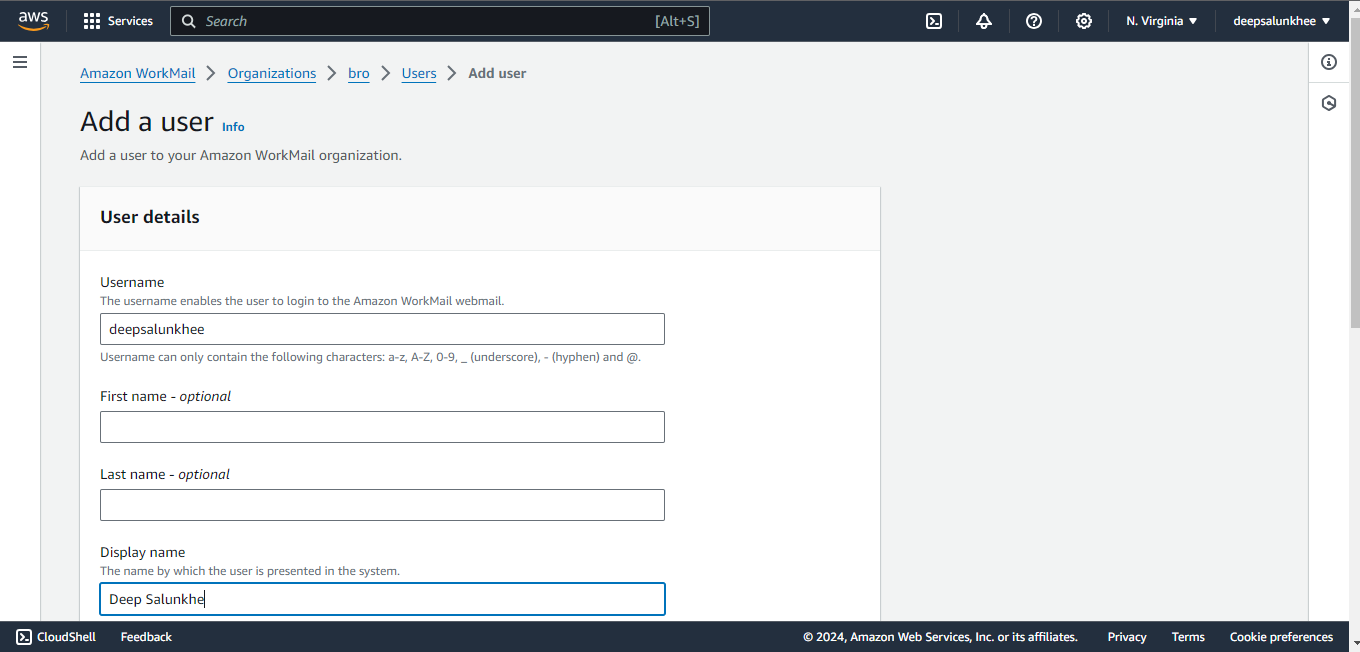 aws Services Search [Alt+S] N. Virginia deepsalunkhee
Amazon WorkMail Organizations bro Users Add user
Add a user Info
Add a user to your Amazon WorkMail organization.
User details
Username
The username enables the user to login to the Amazon WorkMail webmail.
deepsalunkhee
Username can only contain the following characters: a-z, A-Z, 0-9, _ (underscore), - (hyphen) and @.
First name - optional
Last name - optional
Display name
The name by which the user is presented in the system.
Deep Salunkhe
CloudShell Feedback © 2024, Amazon Web Services, Inc. or its affiliates. Privacy Terms Cookie preferences